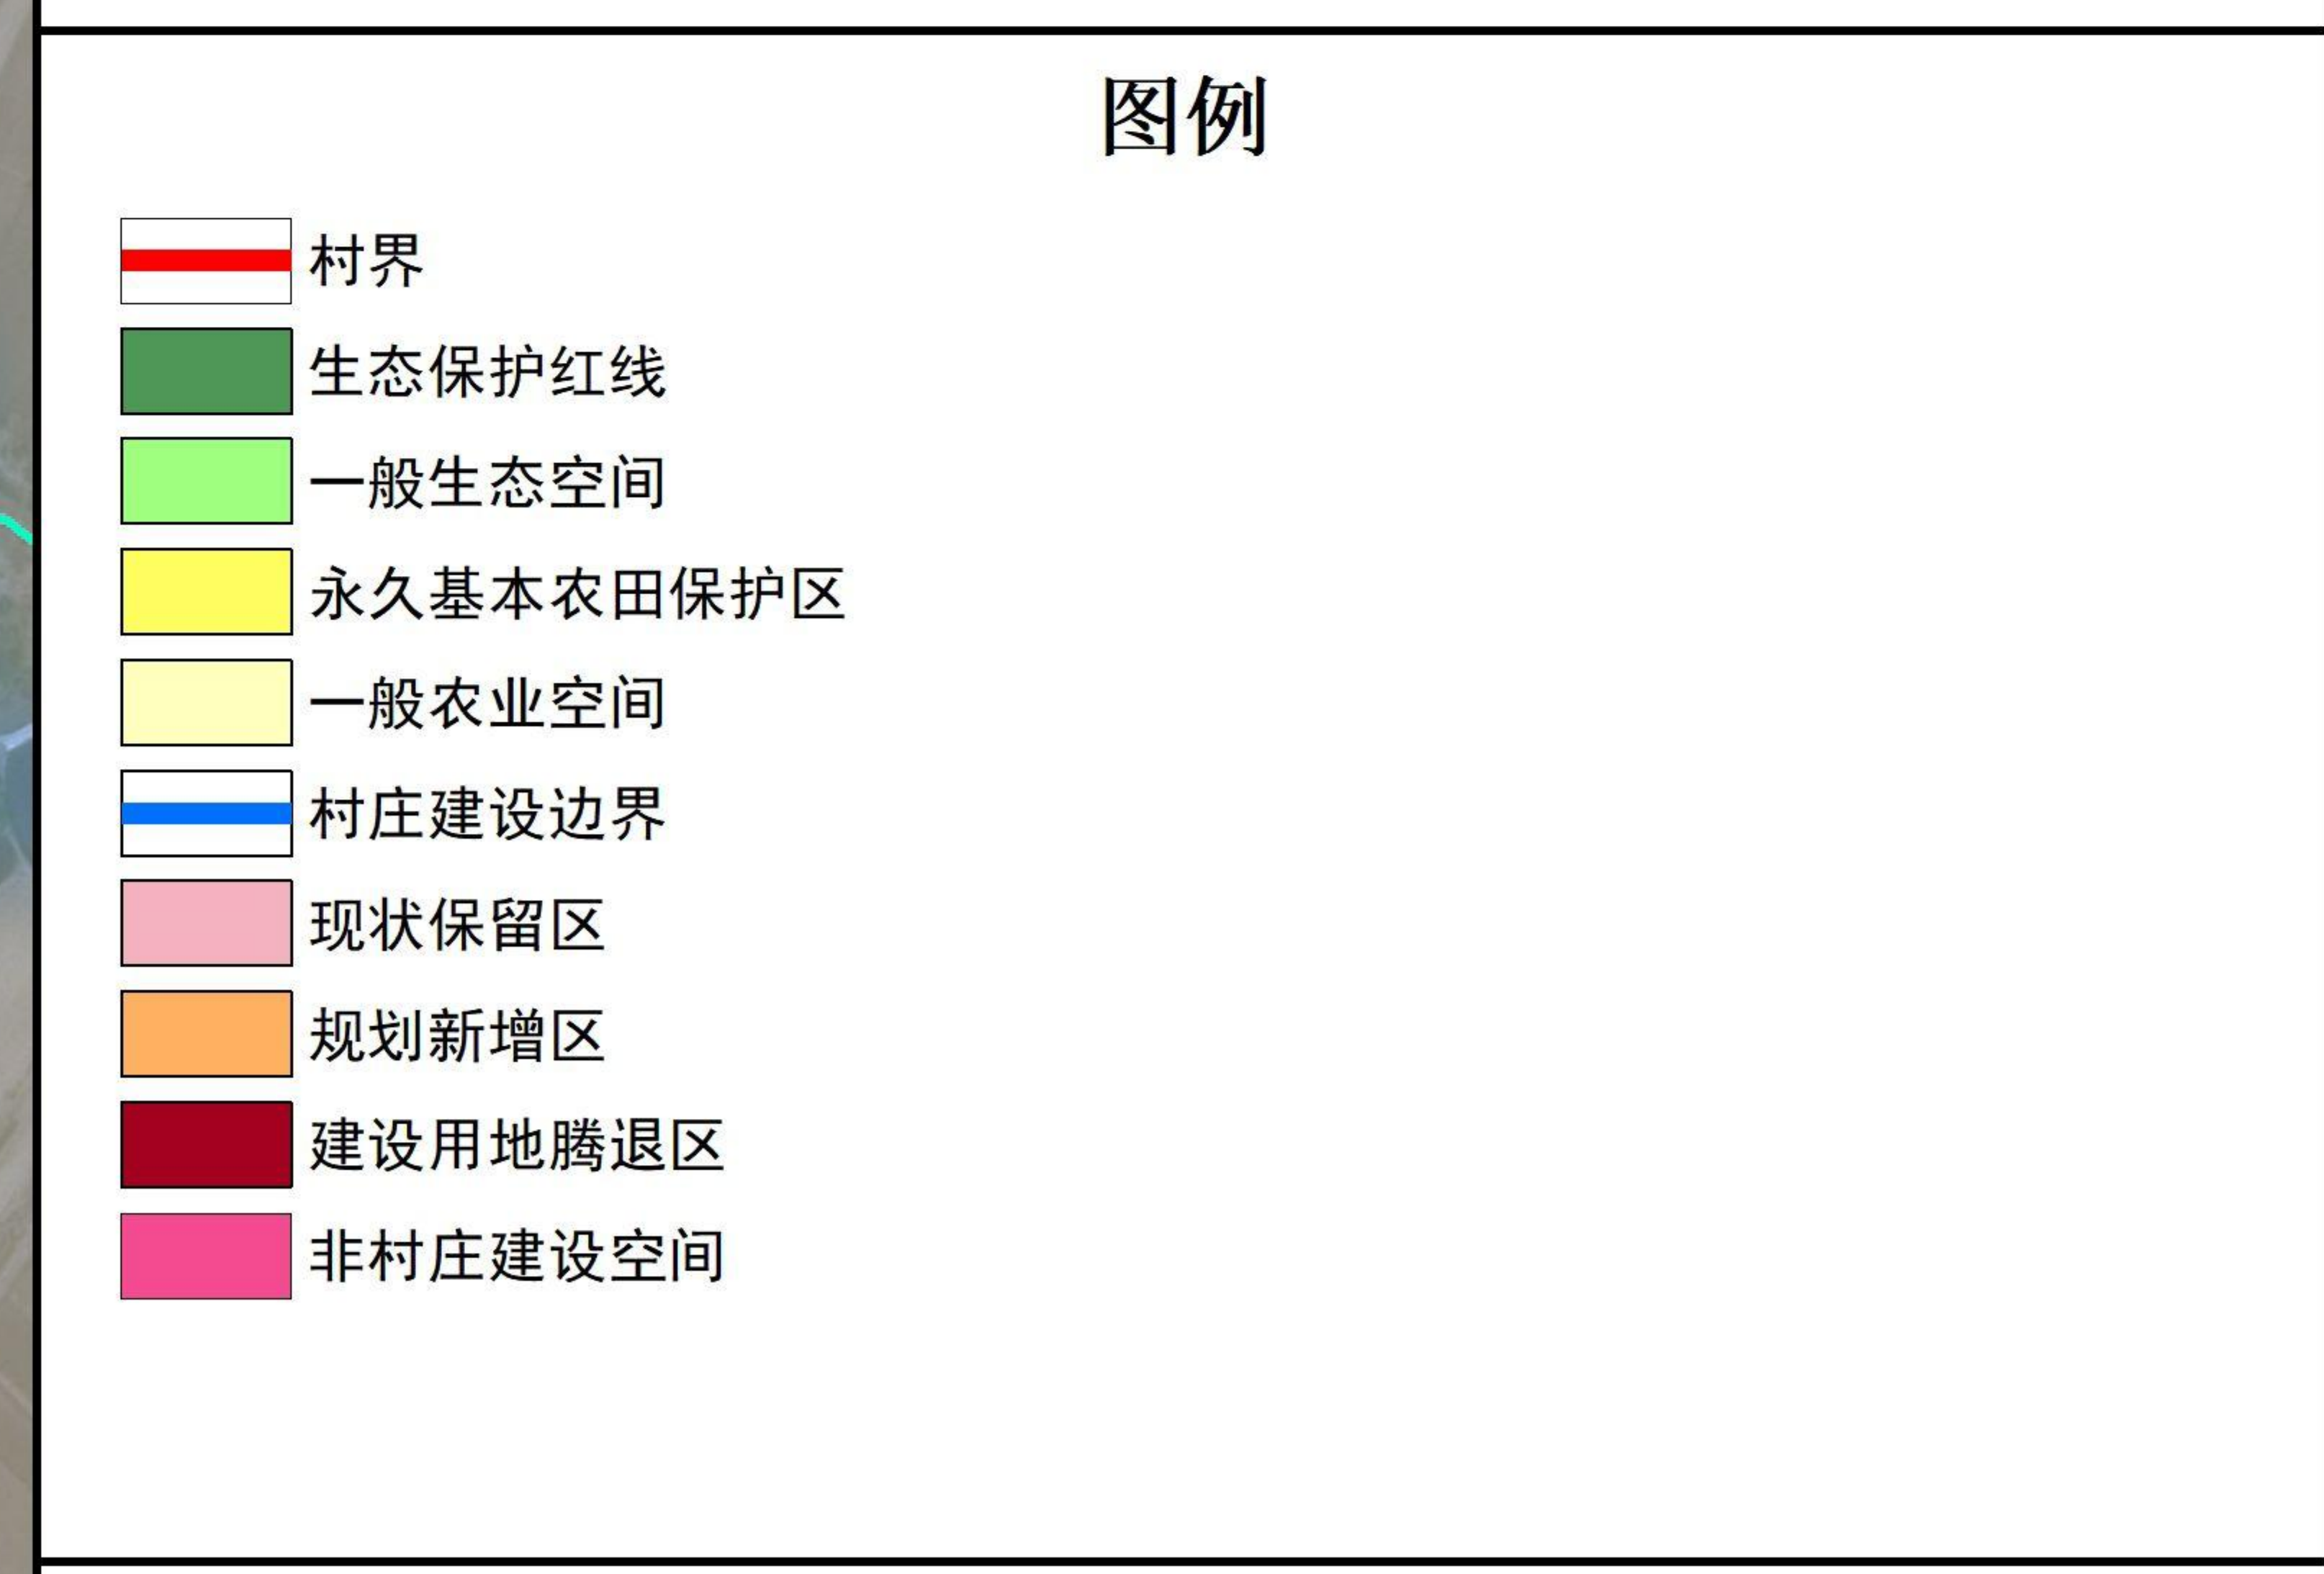 图例
村界
生态保护红线
一般生态空间
永久基本农田保护区
一般农业空间
村庄建设边界
现状保留区
规划新增区
建设用地腾退区
非村庄建设空间